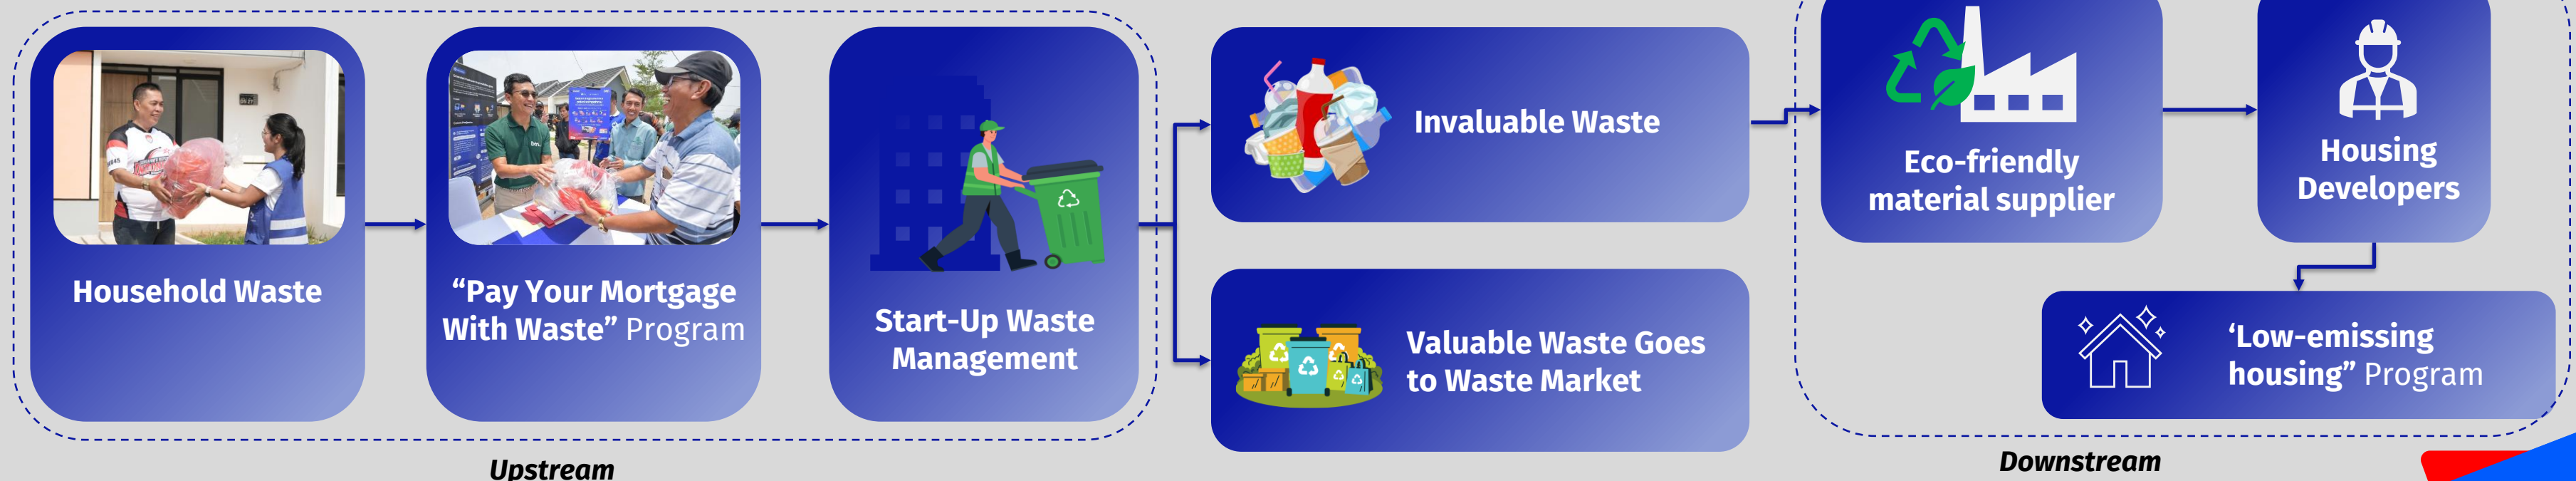 Household Waste
“Pay Your Mortgage
With Waste” Program
Start-Up Waste
Management
Invaluable Waste
Valuable Waste Goes
to Waste Market
Eco-friendly
material supplier
Housing
Developers
‘Low-emissing
housing” Program
Upstream
Downstream